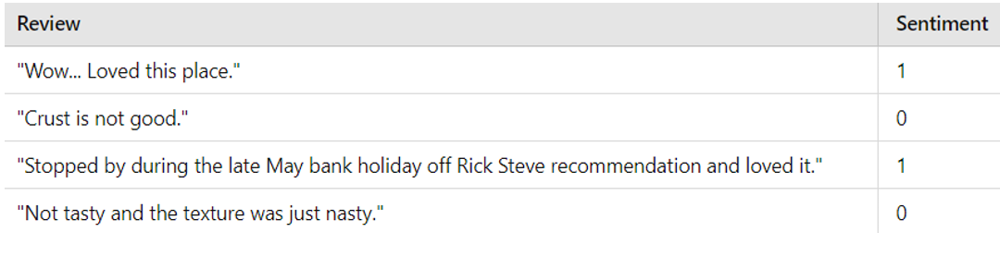 Review Sentiment
"Wow... Loved this place." 1
"Crust is not good." 0
"Stopped by during the late May bank holiday off Rick Steve recommendation and loved it." 1
"Not tasty and the texture was just nasty." 0